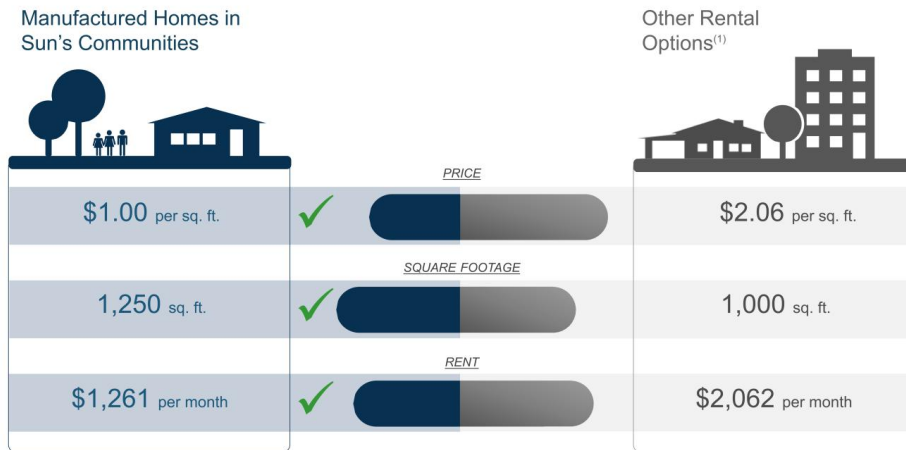 Manufactured Homes in
Sun's Communities
Other Rental
Options(1)
PRICE
$1.00 per sq. ft.
$2.06 per sq. ft.
SQUARE FOOTAGE
1,250 sq. ft.
1,000 sq. ft.
RENT
$1,261 per month
$2,062 per month